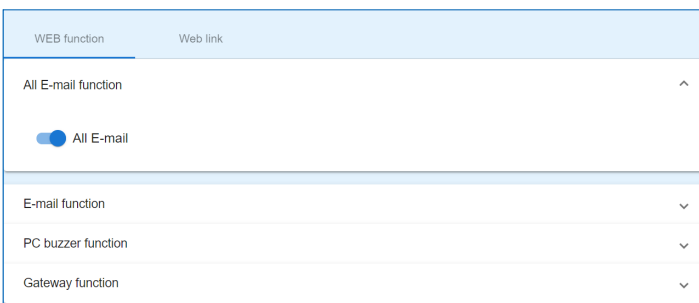 WEB function Web link
All E-mail function
All E-mail
E-mail function
PC buzzer function
Gateway function